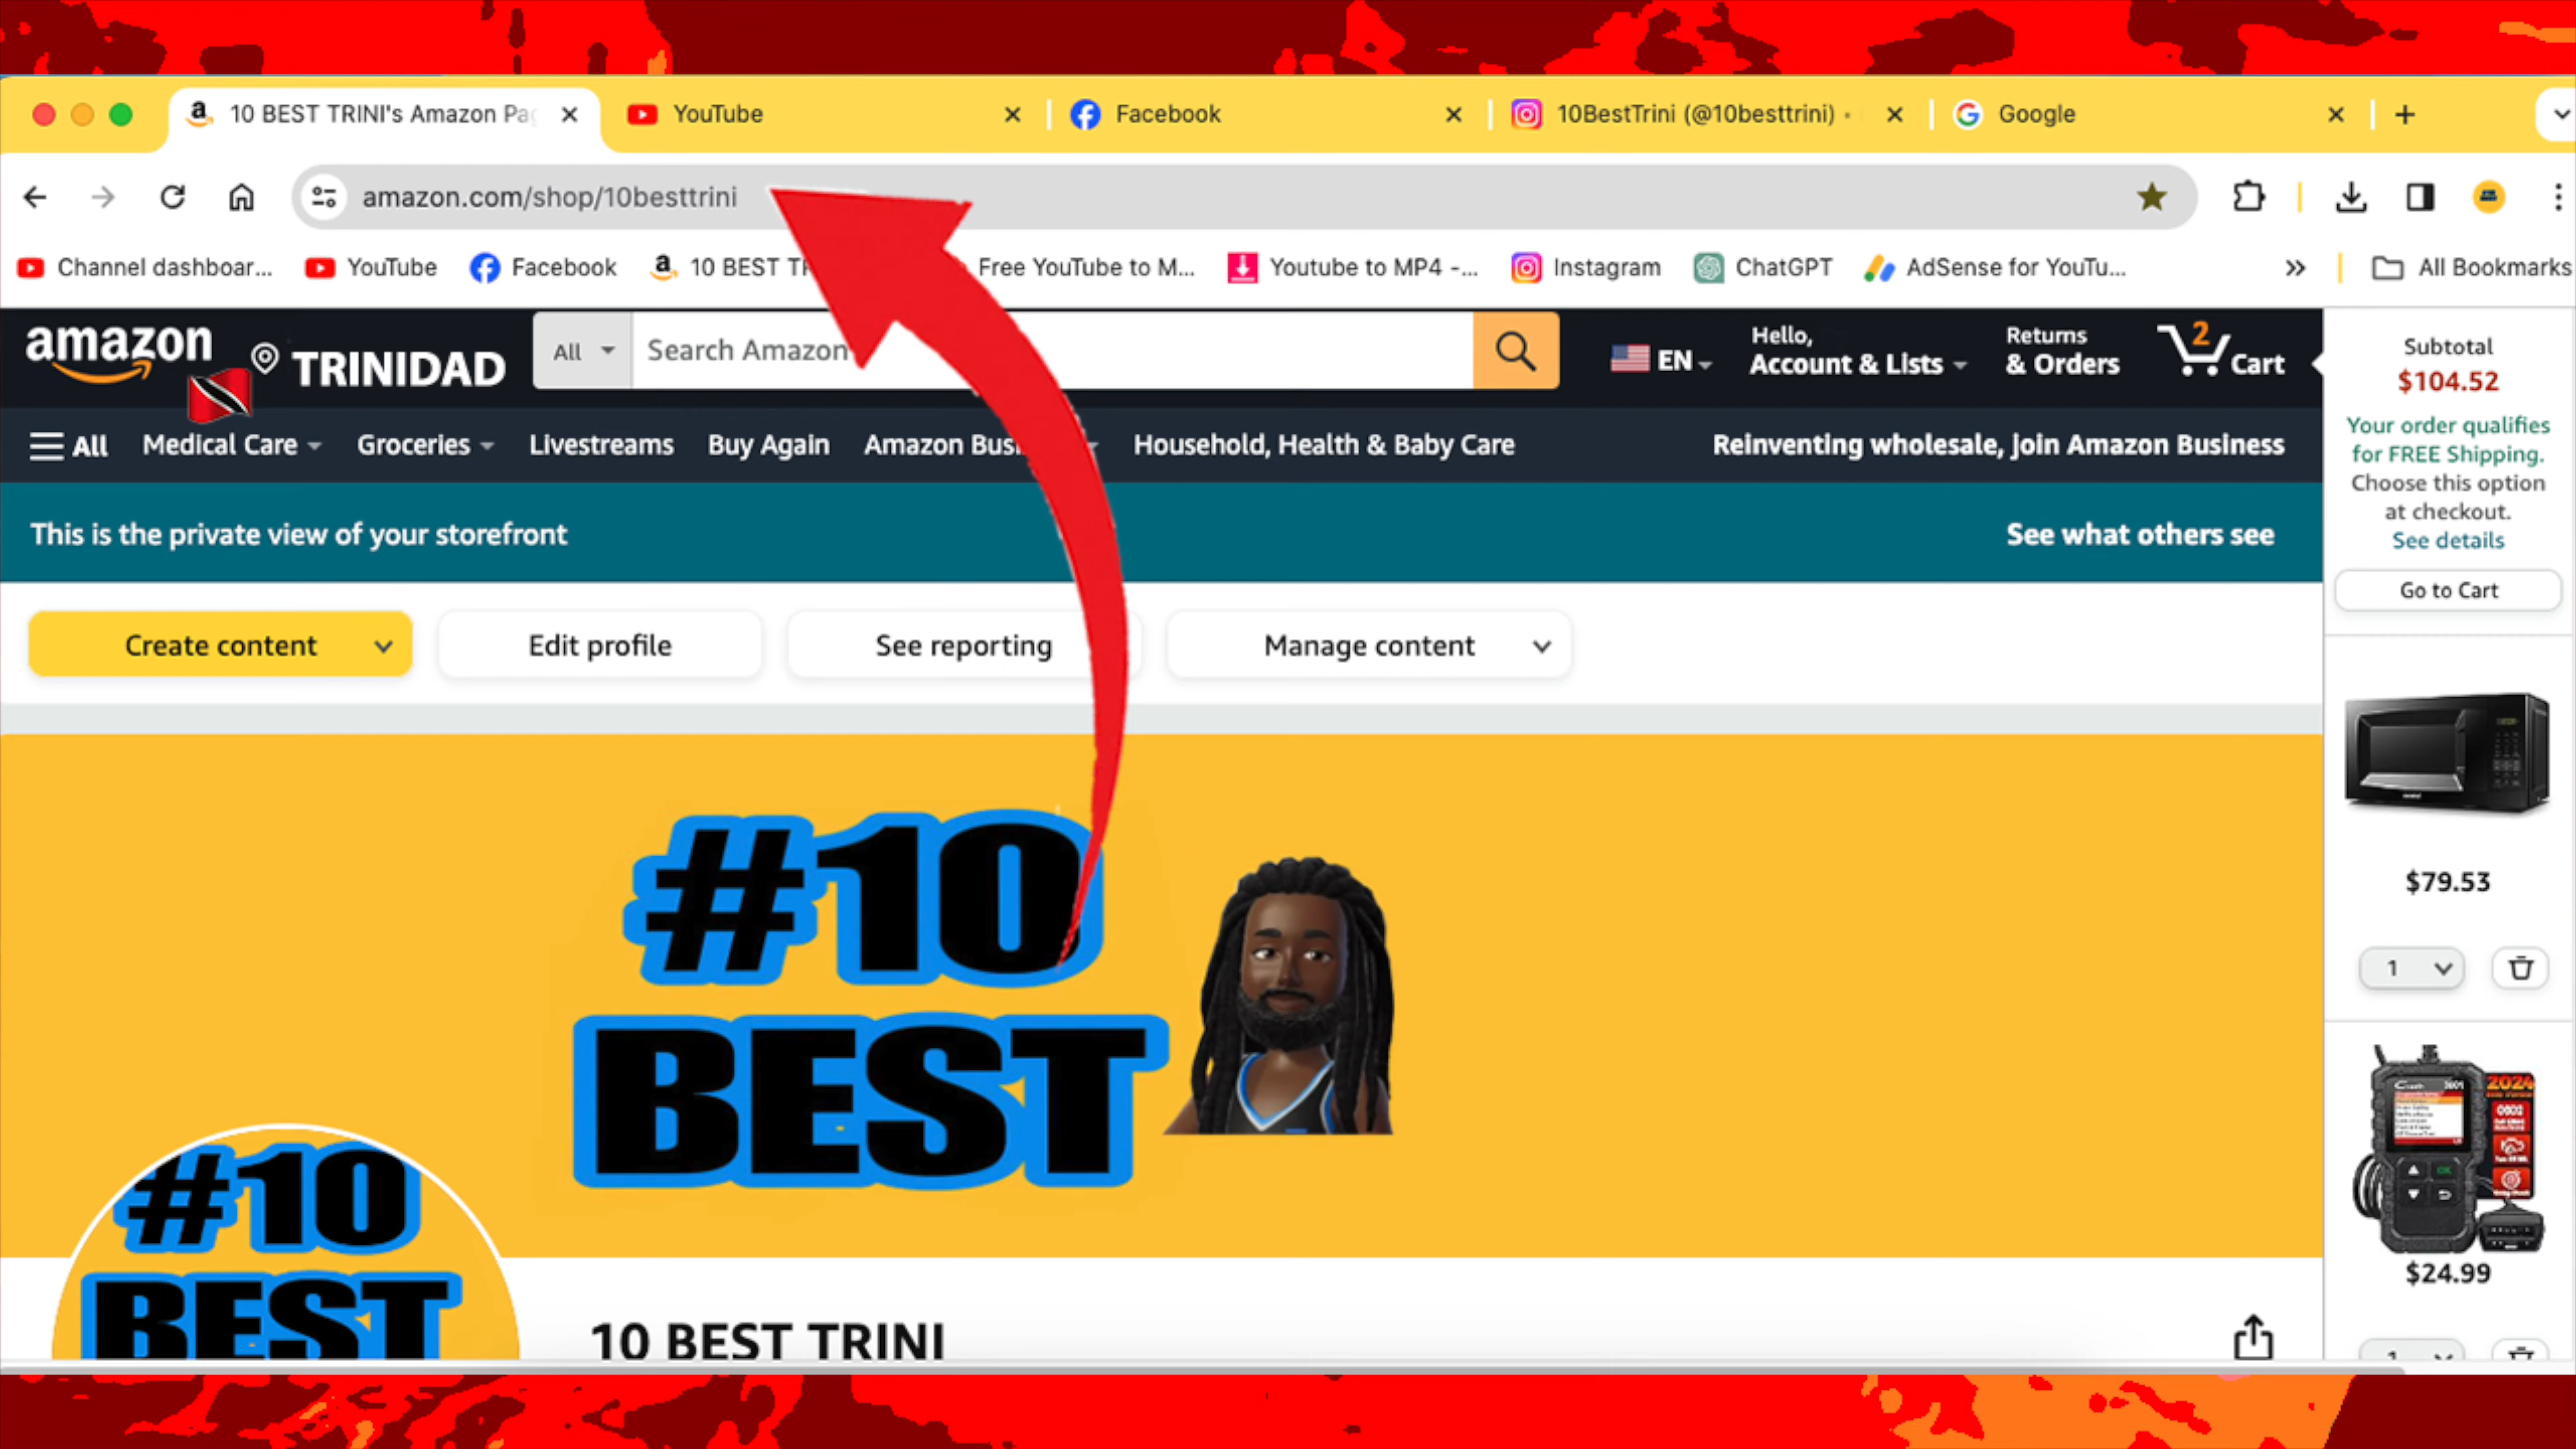 10 BEST TRINI's Amazon Pa
YouTube
Facebook
10BestTrini (@10besttrini) •
Google
amazon.com/shop/10besttrini
Channel dashboar...
YouTube
Facebook
10 BEST TR
Free YouTube to M...
Youtube to MP4 -...
Instagram
ChatGPT
AdSense for YouTu...
All Bookmarks
amazon
TRINIDAD
All
Search Amazon
EN
Hello,
Account & Lists
Returns
& Orders
2
Cart
All
Medical Care
Groceries
Livestreams
Buy Again
Amazon Busi
Household, Health & Baby Care
Reinventing wholesale, join Amazon Business
This is the private view of your storefront
See what others see
Create content
Edit profile
See reporting
Manage content
#10
BEST
#10
BEST
10 BEST TRINI
Subtotal
$104.52
Your order qualifies
for FREE Shipping.
Choose this option
at checkout.
See details
Go to Cart
$79.53
1
2024
$24.99
1